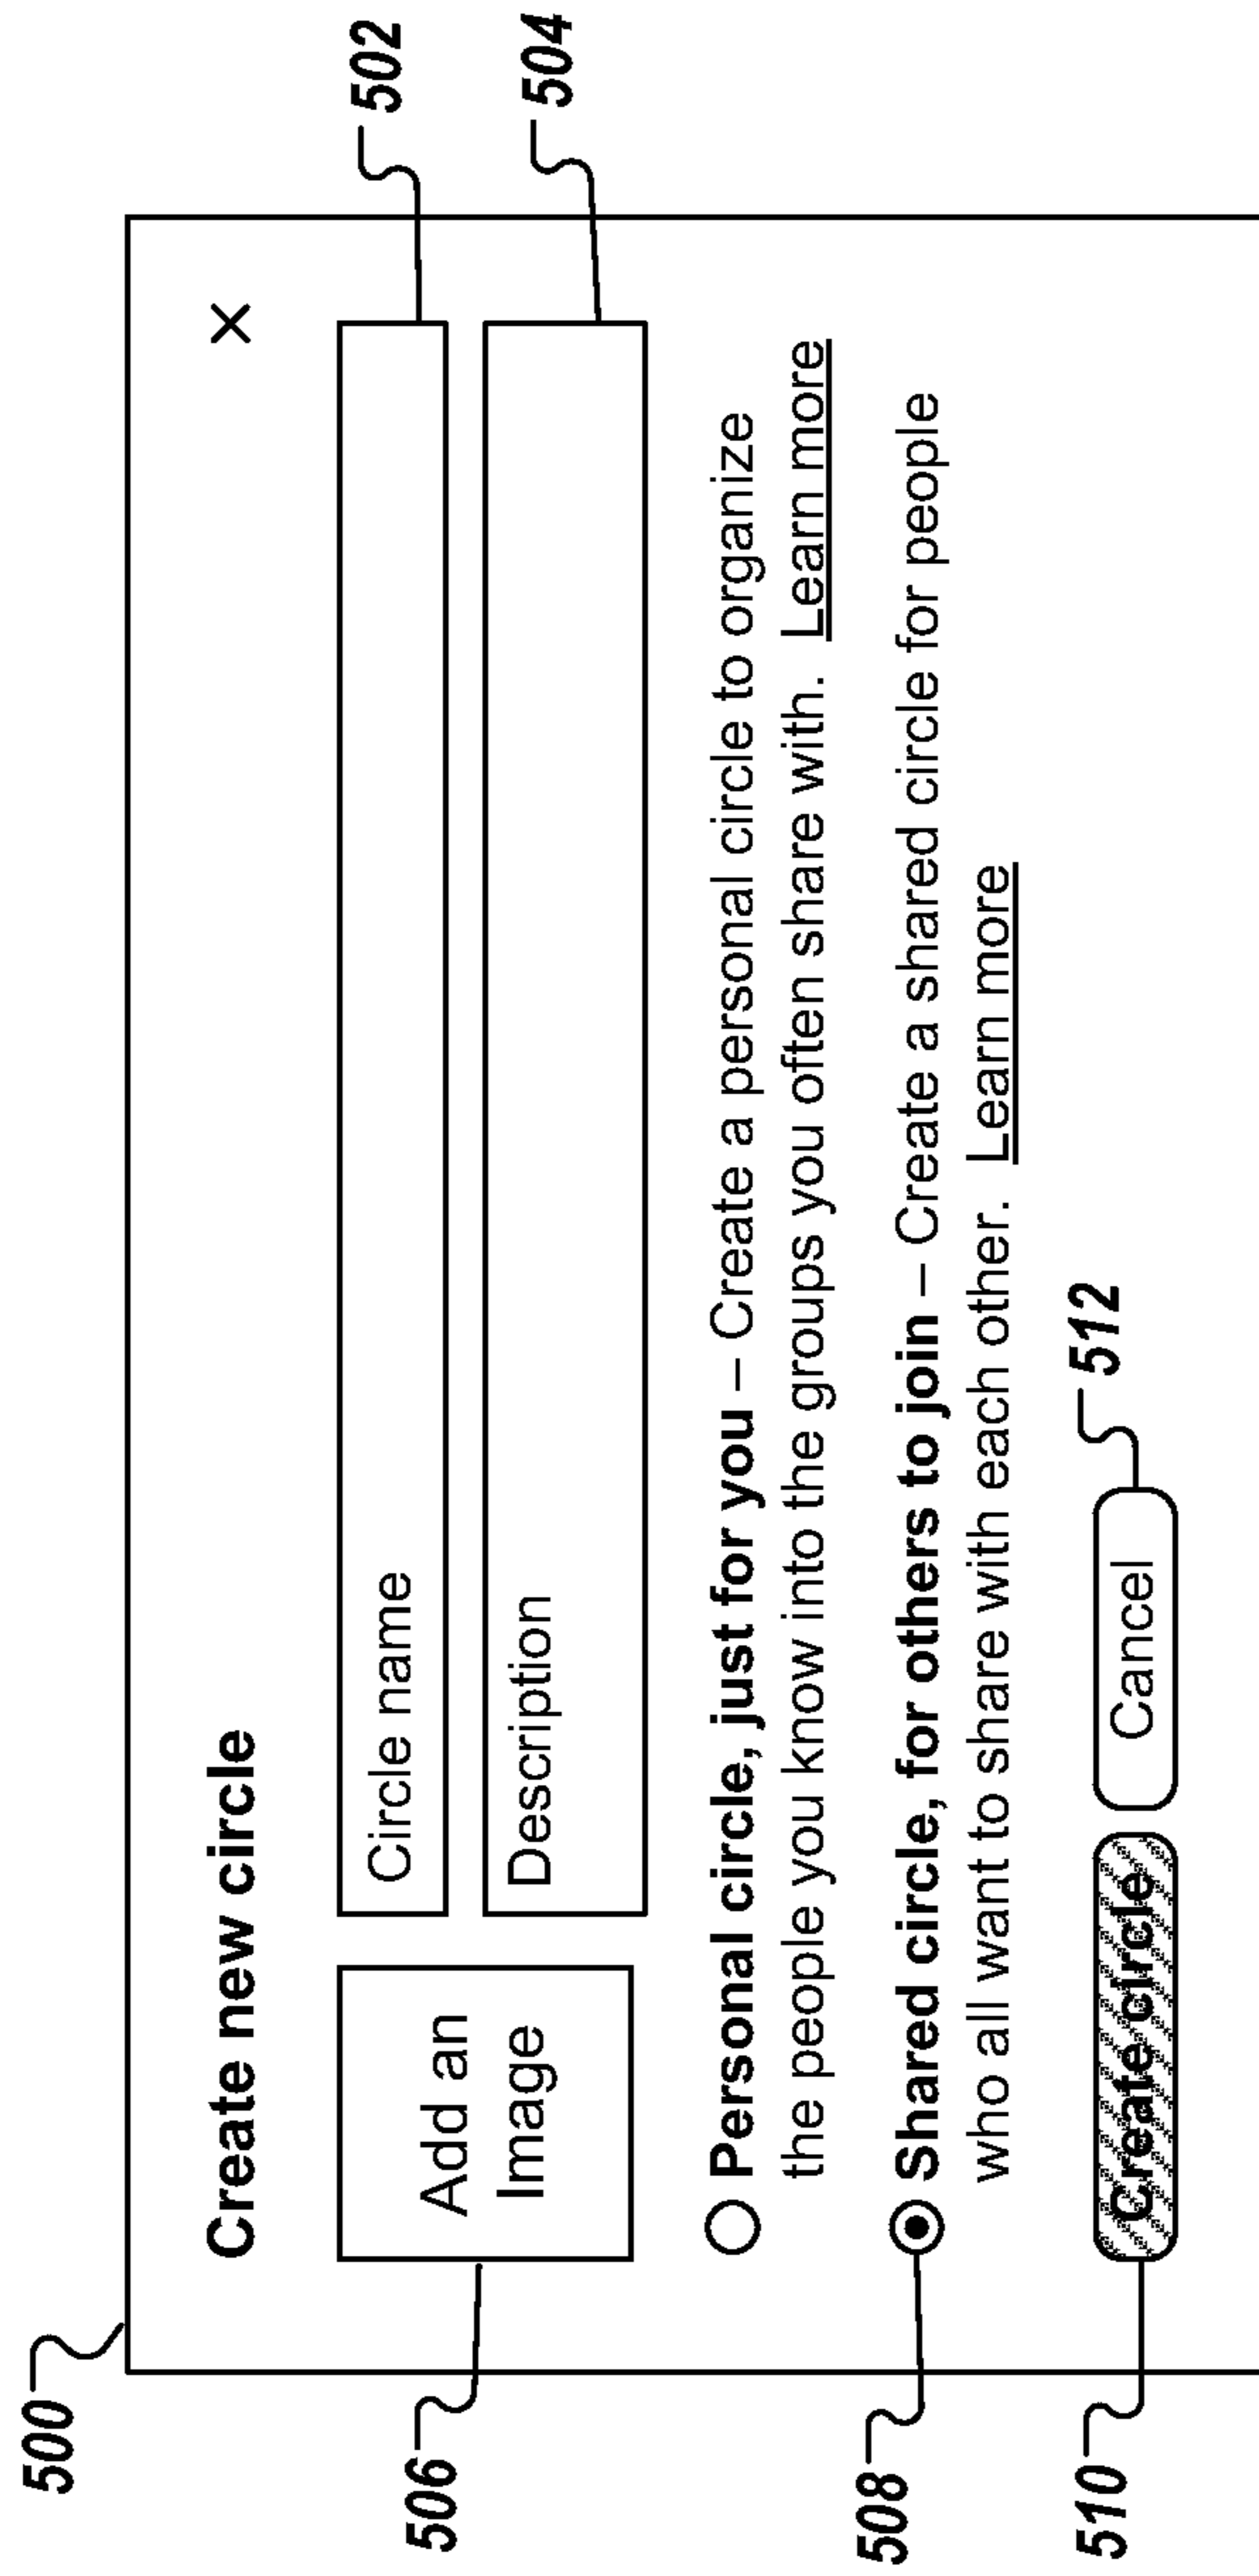 500
Create new circle
×
506
Add an
Image
Circle name
502
Description
504
Personal circle, just for you – Create a personal circle to organize
the people you know into the groups you often share with. Learn more
508
Shared circle, for others to join – Create a shared circle for people
who all want to share with each other. Learn more
510
Create circle
Cancel
512